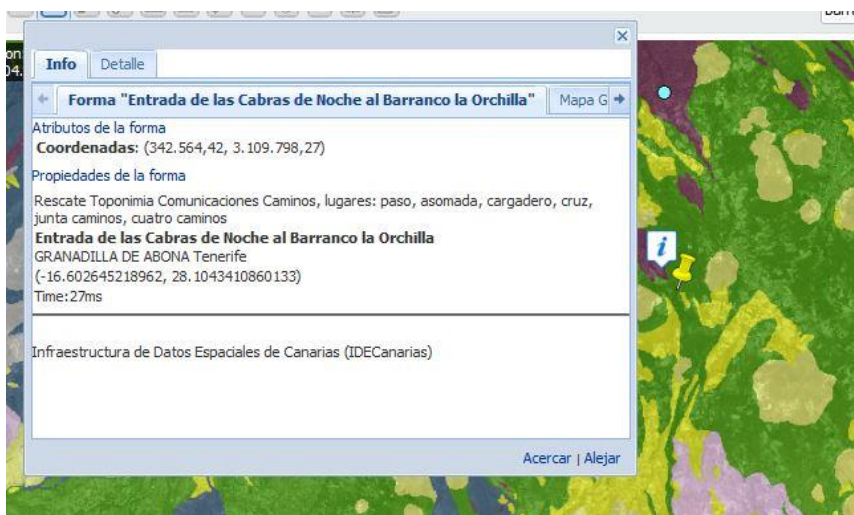 Info Detalle
Forma "Entrada de las Cabras de Noche al Barranco la Orchilla" Mapa G
Atributos de la forma
Coordenadas: (342.564,42, 3.109.798,27)
Propiedades de la forma
Rescate Toponimia Comunicaciones Caminos, lugares: paso, asomada, cargadero, cruz,
junta caminos, cuatro caminos
Entrada de las Cabras de Noche al Barranco la Orchilla
GRANADILLA DE ABONA Tenerife
(-16.602645218962, 28.1043410860133)
Time:27ms
Infraestructura de Datos Espaciales de Canarias (IDECanarias)
Acercar | Alejar